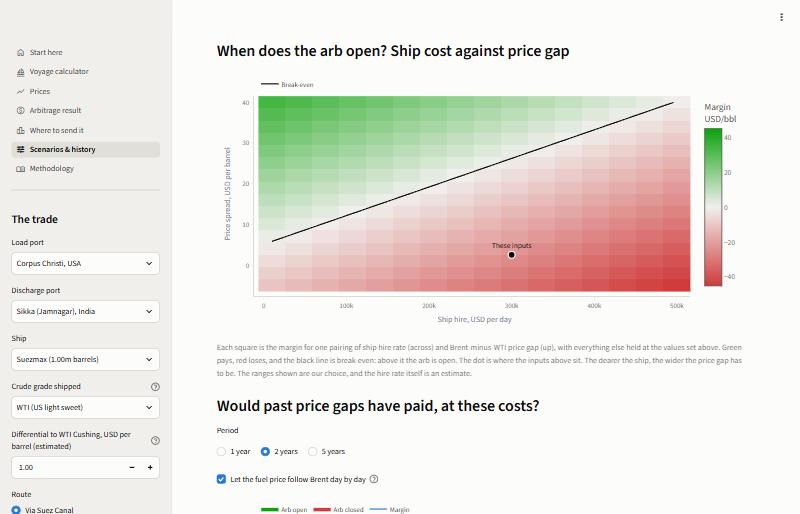 Start here
Voyage calculator
Prices
Arbitrage result
Where to send it
Scenarios & history
Methodology
The trade
Load port
Corpus Christi, USA
Discharge port
Sikka (Jamnagar), India
Ship
Suezmax (1.00m barrels)
Crude grade shipped
WTI (US light sweet)
Differential to WTI Cushing, USD per
barrel (estimated)
1.00
Route
Via Suez Canal
When does the arb open? Ship cost against price gap
Break-even
Price spread, USD per barrel
40
30
20
10
0
These inputs
0
100k
200k
300k
400k
500k
Ship hire, USD per day
Margin
USD/bbl
40
20
0
−20
−40
Each square is the margin for one pairing of ship hire rate (across) and Brent-minus-WTI price gap (up), with everything else held at the values set above. Green
pays, red loses, and the black line is break-even: above it the arb is open. The dot is where the inputs above sit. The dearer the ship, the wider the price gap has
to be. The ranges shown are our choice, and the hire rate itself is an estimate.
Would past price gaps have paid, at these costs?
Period
1 year
2 years
5 years
Let the fuel price follow Brent day by day
Arb open
Arb closed
Margin